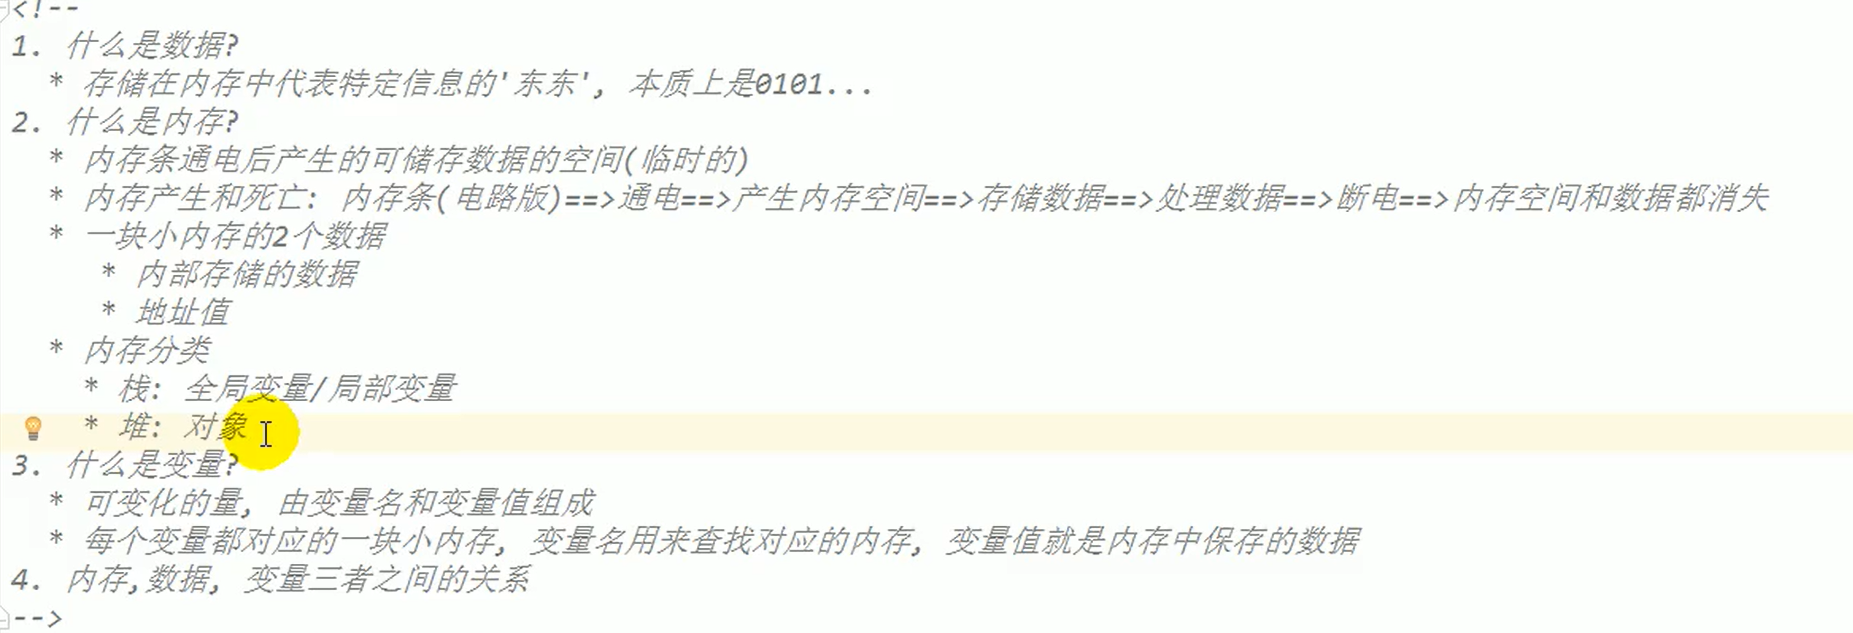 <!--
1. 什么是数据?
* 存储在内存中代表特定信息的'东东', 本质上是0101...
2. 什么是内存?
* 内存条通电后产生的可储存数据的空间(临时的)
* 内存产生和死亡: 内存条(电路版)==>通电==>产生内存空间==>存储数据==>处理数据==>断电==>内存空间和数据都消失
* 一块小内存的2个数据
* 内部存储的数据
* 地址值
* 内存分类
* 栈: 全局变量/局部变量
* 堆: 对象
3. 什么是变量?
* 可变化的量, 由变量名和变量值组成
* 每个变量都对应的一块小内存, 变量名用来查找对应的内存, 变量值就是内存中保存的数据
4. 内存,数据, 变量三者之间的关系
-->